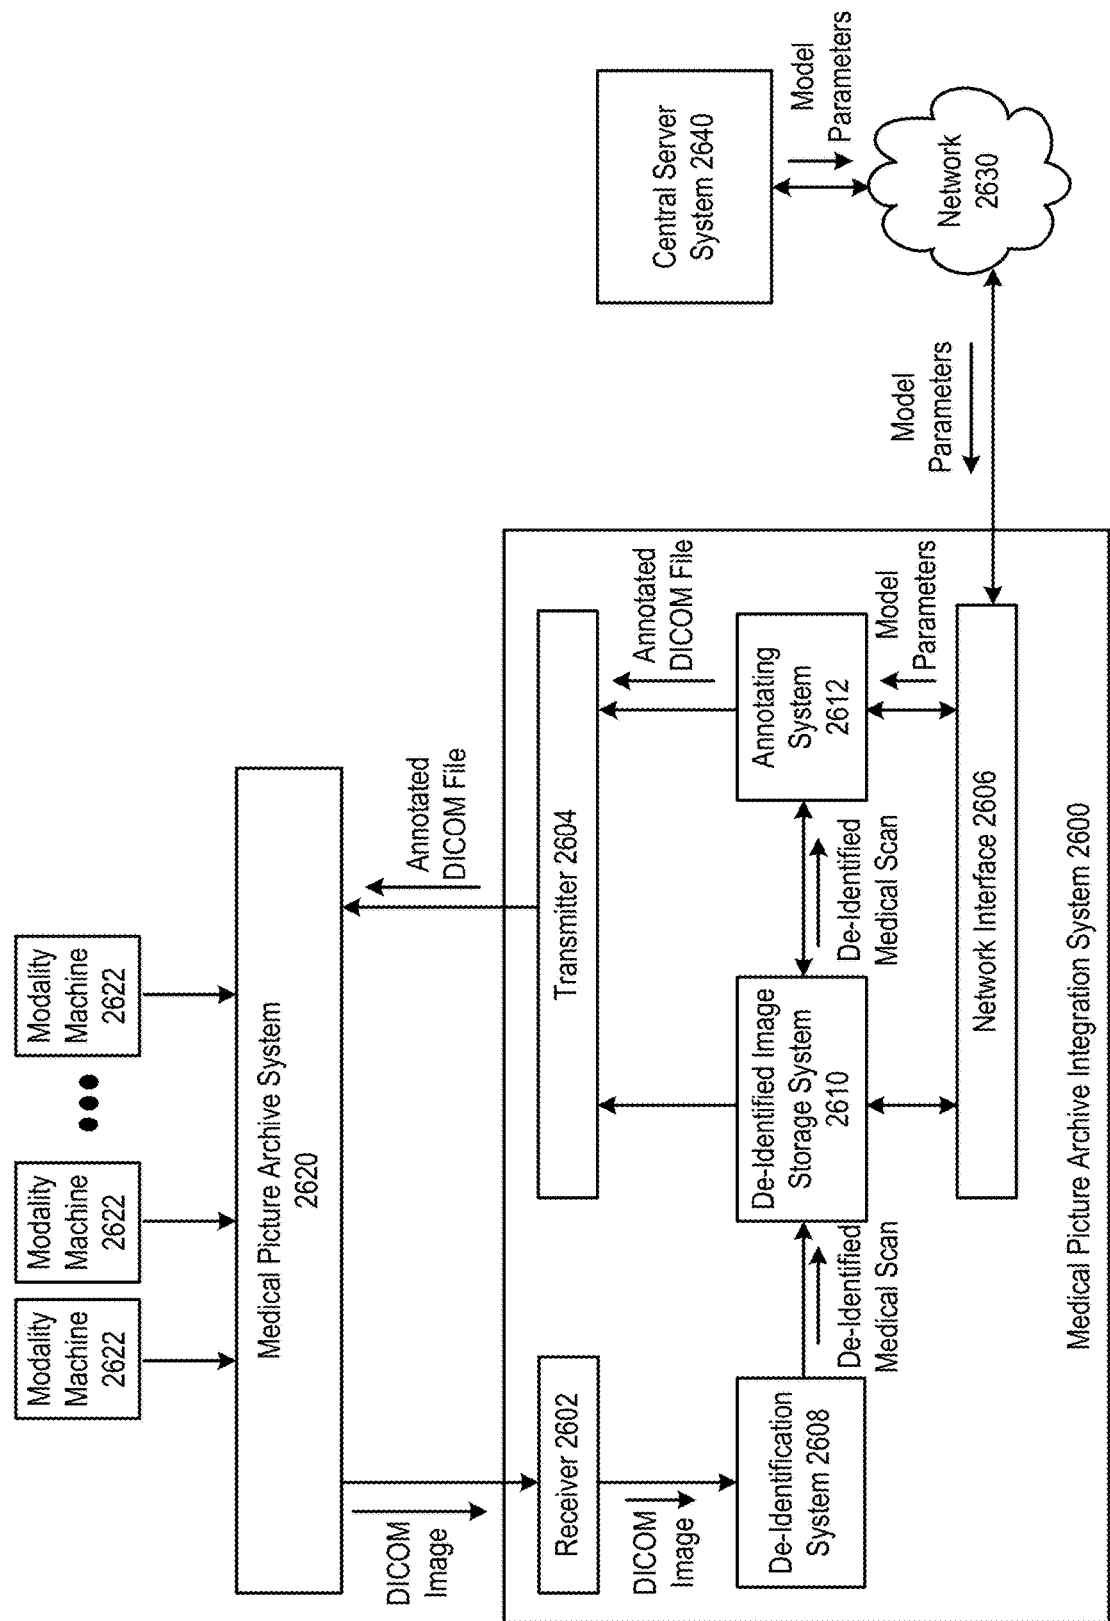 Modality
Machine
2622
Modality
Machine
2622
Modality
Machine
2622
Medical Picture Archive System
2620
DICOM
Image
Annotated
DICOM File
Receiver 2602
Transmitter 2604
DICOM
Image
Annotated
DICOM File
De-Identification
System 2608
De-Identified
Medical Scan
De-Identified Image
Storage System
2610
De-Identified
Medical Scan
Annotating
System
2612
Model
Parameters
Network Interface 2606
Medical Picture Archive Integration System 2600
Model
Parameters
Central Server
System 2640
Model
Parameters
Network
2630